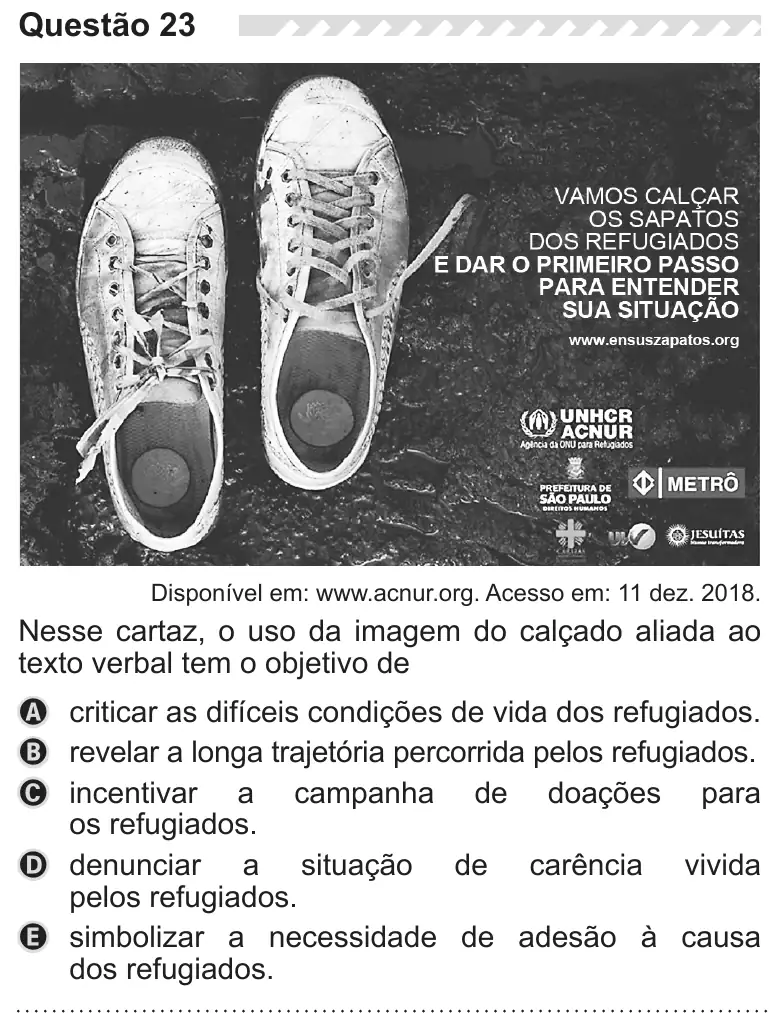 Questão 23
VAMOS CALÇAR
OS SAPATOS
DOS REFUGIADOS
E DAR O PRIMEIRO PASSO
PARA ENTENDER
SUA SITUAÇÃO
www.ensuszapatos.org
UNHCR
ACNUR
Agência da ONU para Refugiados
PREFEITURA DE
SÃO PAULO
DIREITOS HUMANOS
METRÔ
JESUÍTAS
Disponível em: www.acnur.org. Acesso em: 11 dez. 2018.
Nesse cartaz, o uso da imagem do calçado aliada ao
texto verbal tem o objetivo de
A criticar as difíceis condições de vida dos refugiados.
B revelar a longa trajetória percorrida pelos refugiados.
C incentivar a campanha de doações para
os refugiados.
D denunciar a situação de carência vivida
pelos refugiados.
E simbolizar a necessidade de adesão à causa
dos refugiados.